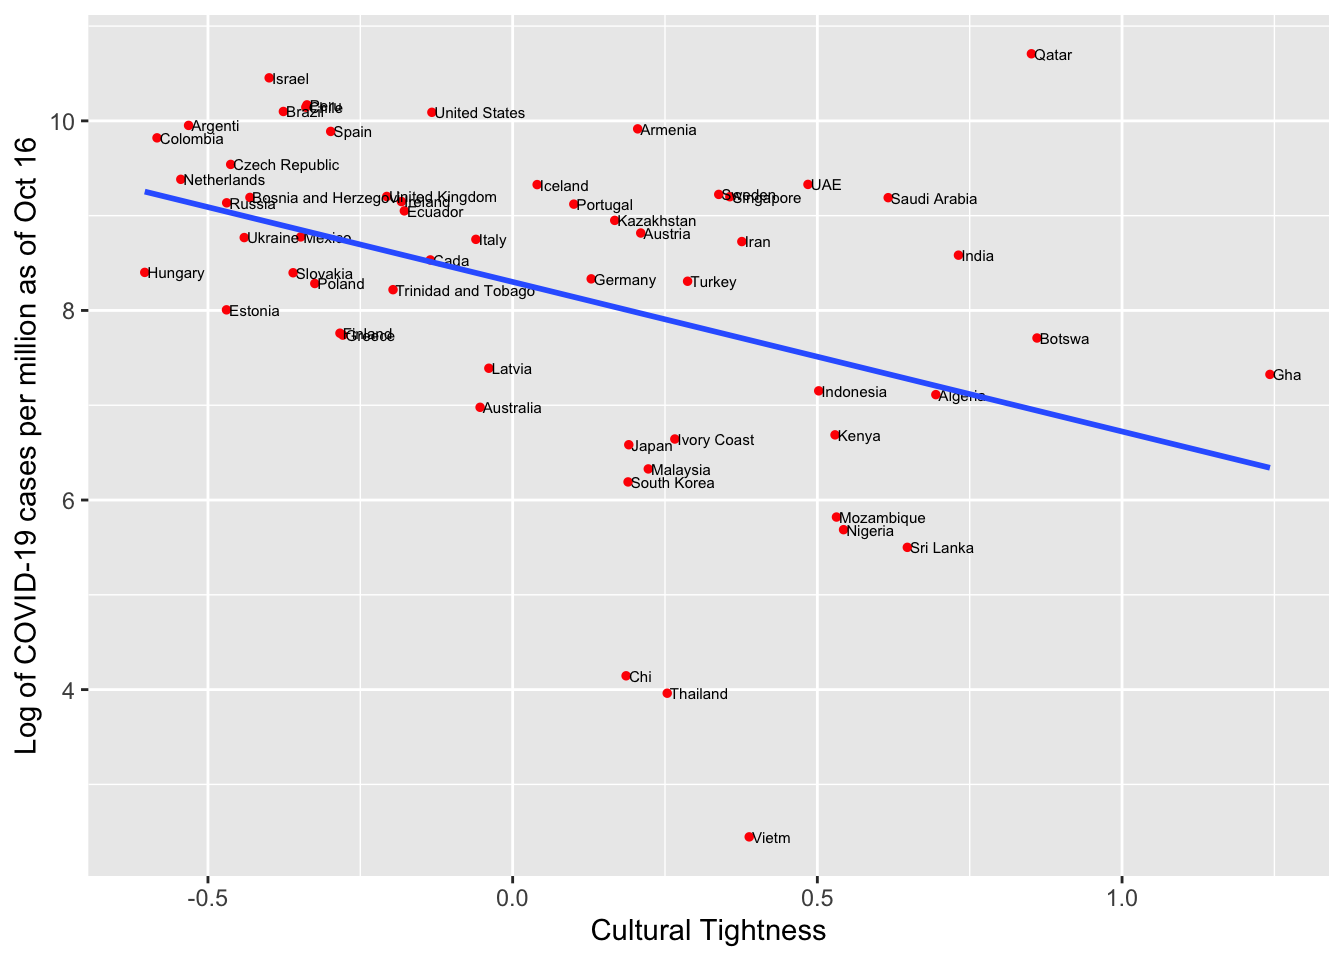 Log of COVID-19 cases per million as of Oct 16
10
8
6
4
Qatar
Israel
Peru
Chile
Brazil
United States
Argenti
Armenia
Spain
Colombia
Czech Republic
Netherlands
UAE
Iceland
Sweden
Singapore
Bosnia and Herzegov
United Kingdom
Saudi Arabia
Ireland
Russia
Portugal
Ecuador
Kazakhstan
Austria
Ukraine
Mexico
Italy
Iran
India
Cada
Hungary
Slovakia
Poland
Germany
Turkey
Trinidad and Tobago
Estonia
Finland
Greece
Botswa
Latvia
Gha
Indonesia
Algeria
Australia
Kenya
Ivory Coast
Japan
Malaysia
South Korea
Mozambique
Nigeria
Sri Lanka
Chi
Thailand
Vietm
-0.5
0.0
0.5
1.0
Cultural Tightness